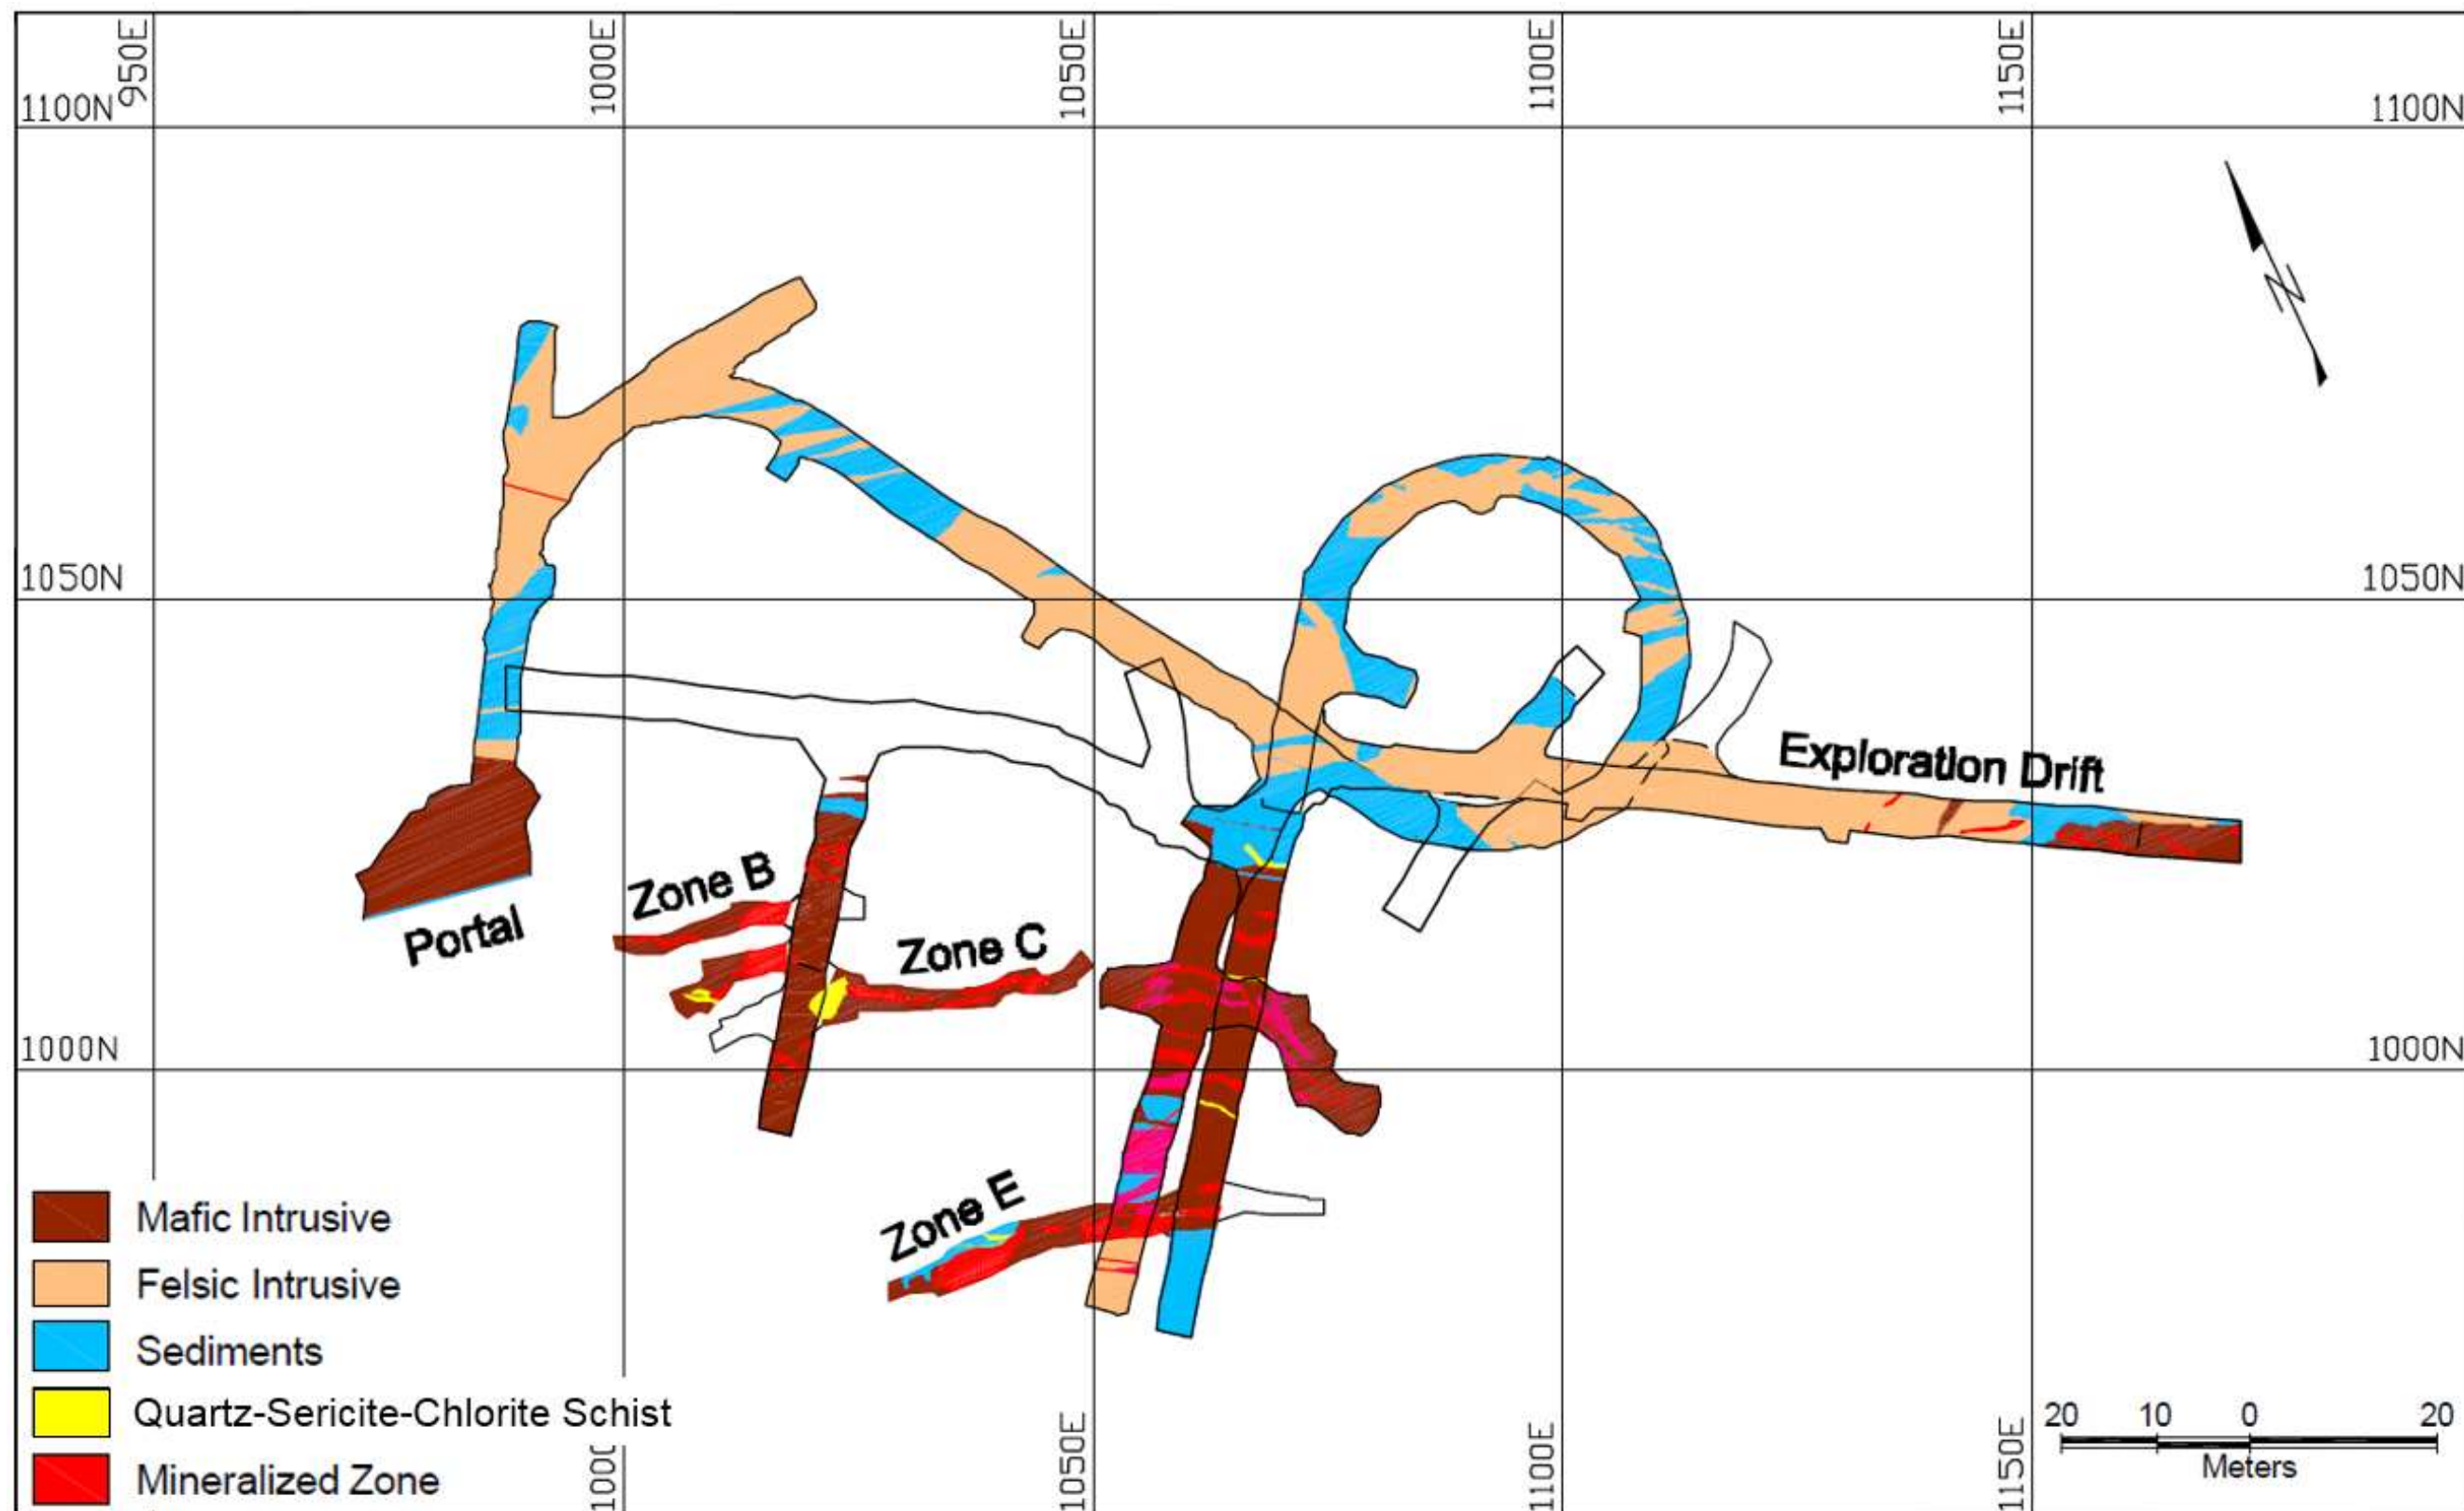 950E
1000E
1050E
1100E
1150E
1100N
1100N
1050N
1050N
Exploration Drift
Zone B
Portal
Zone C
1000N
1000N
Zone E
Mafic Intrusive
Felsic Intrusive
Sediments
Quartz-Sericite-Chlorite Schist
Mineralized Zone
1050E
1100E
1150E
20 10 0 20
Meters